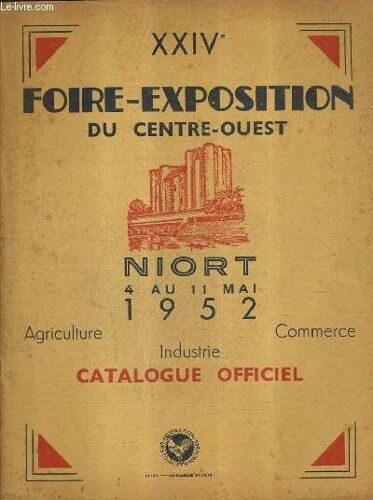 Le-livre.com
XXIVe
FOIRE-EXPOSITION
DU CENTRE-OUEST
NIORT
4 AU 11 MAI
1952
Agriculture
Commerce
Industrie
CATALOGUE OFFICIEL